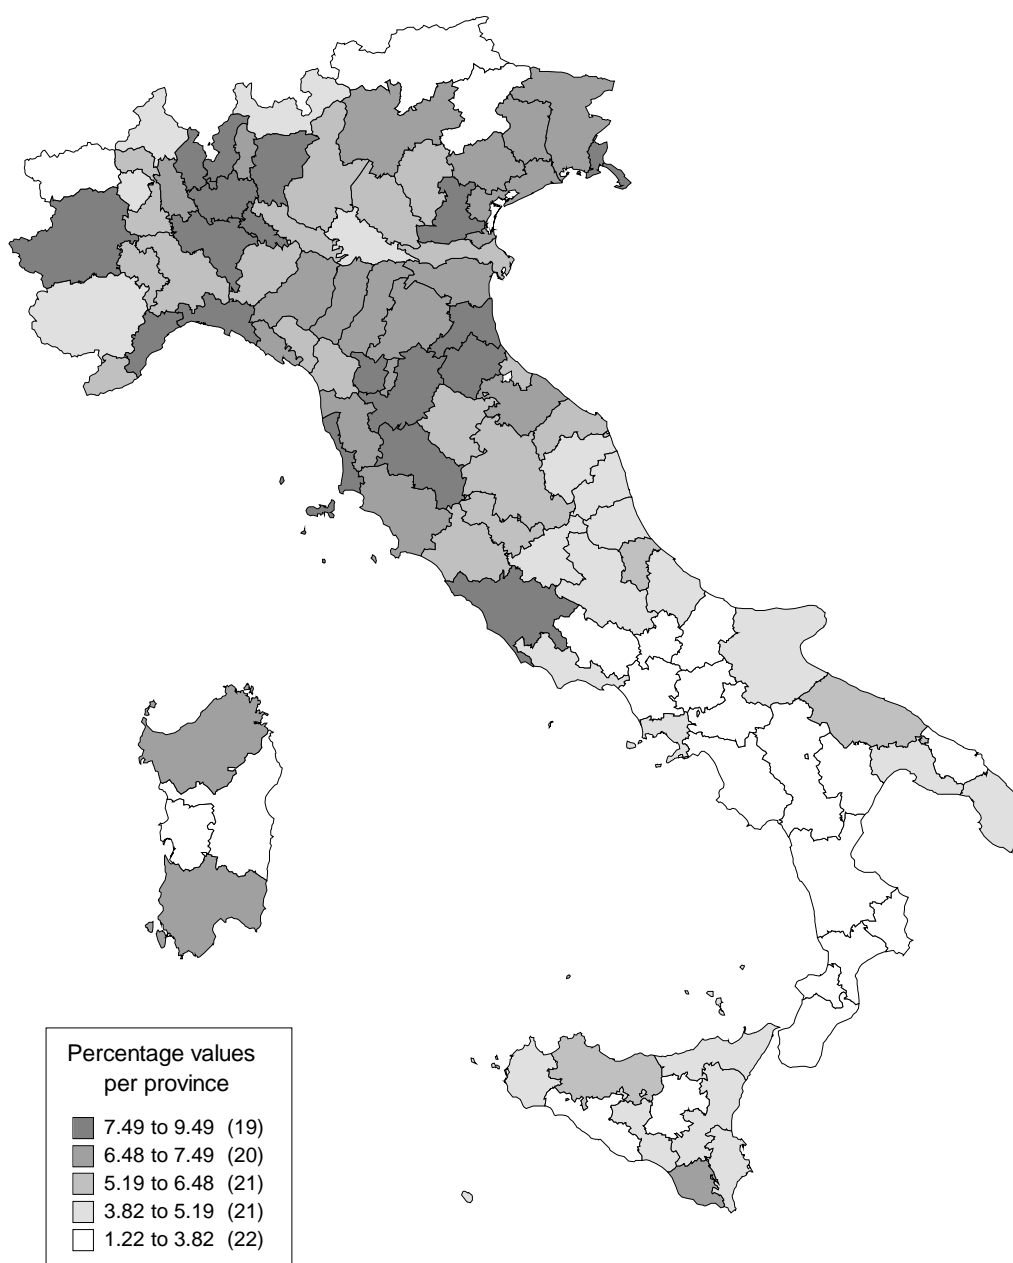 Percentage values
per province
7.49 to 9.49 (19)
6.48 to 7.49 (20)
5.19 to 6.48 (21)
3.82 to 5.19 (21)
1.22 to 3.82 (22)